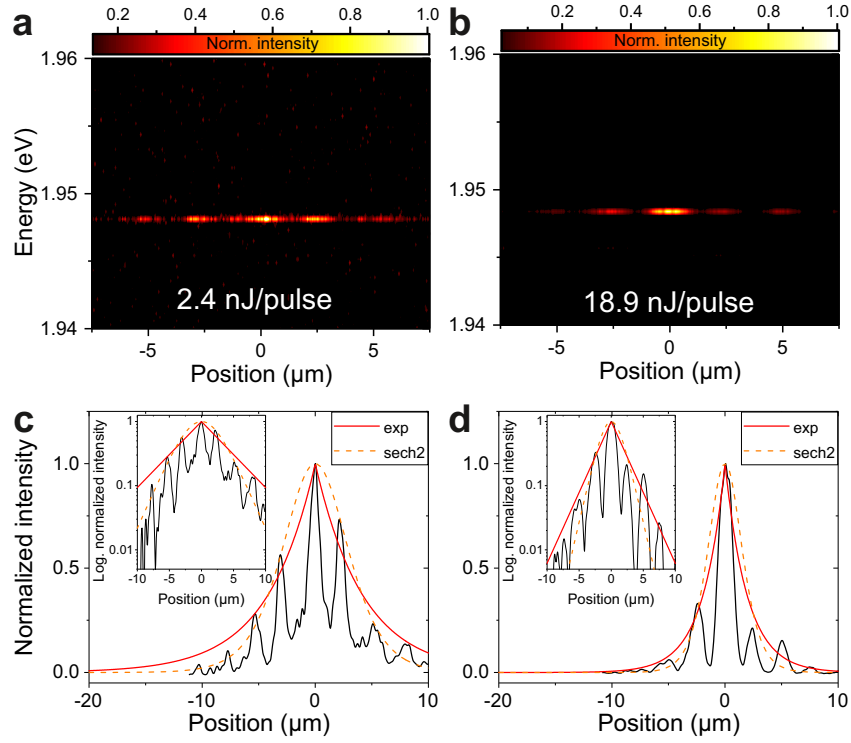 a
0.2 0.4 0.6 0.8 1.0
Norm. intensity
b
0.2 0.4 0.6 0.8 1.0
Norm. intensity
Energy (eV)
1.96
1.95
1.94
2.4 nJ/pulse
-5 0 5
Position (µm)
1.96
1.95
1.94
18.9 nJ/pulse
-5 0 5
Position (µm)
c
Normalized intensity
1.0
0.5
0.0
exp
sech2
Log. normalized intensity
1
0.1
0.01
-10 -5 0 5 10
Position (µm)
-20 -10 0 10
Position (µm)
d
1.0
0.5
0.0
exp
sech2
Log. normalized intensity
1
0.1
0.01
-10 -5 0 5 10
Position (µm)
-20 -10 0 10
Position (µm)